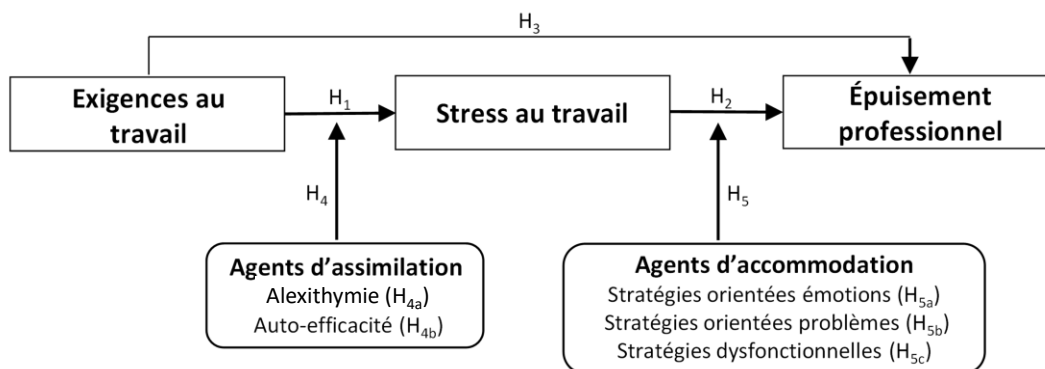 H₃
Exigences au
travail
H₁
Stress au travail
H₂
Épuisement
professionnel
H₄
H₅
Agents d’assimilation
Alexithymie (H₄ₐ)
Auto-efficacité (H₄b)
Agents d’accommodation
Stratégies orientées émotions (H₅ₐ)
Stratégies orientées problèmes (H₅b)
Stratégies dysfonctionnelles (H₅c)